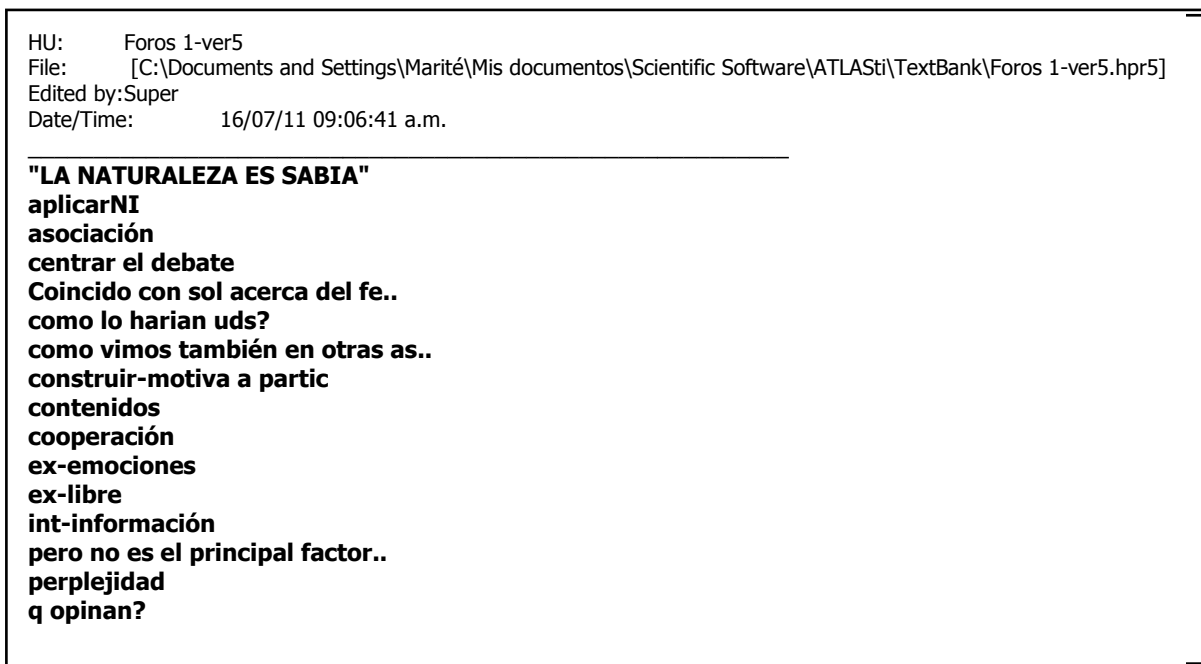 HU: Foros 1-ver5
File: [C:\Documents and Settings\Marité\Mis documentos\Scientific Software\ATLASti\TextBank\Foros 1-ver5.hpr5]
Edited by:Super
Date/Time: 16/07/11 09:06:41 a.m.
"LA NATURALEZA ES SABIA"
aplicarNI
asociación
centrar el debate
Coincido con sol acerca del fe..
como lo harian uds?
como vimos también en otras as..
construir-motiva a partic
contenidos
cooperación
ex-emociones
ex-libre
int-información
pero no es el principal factor..
perplejidad
q opinan?